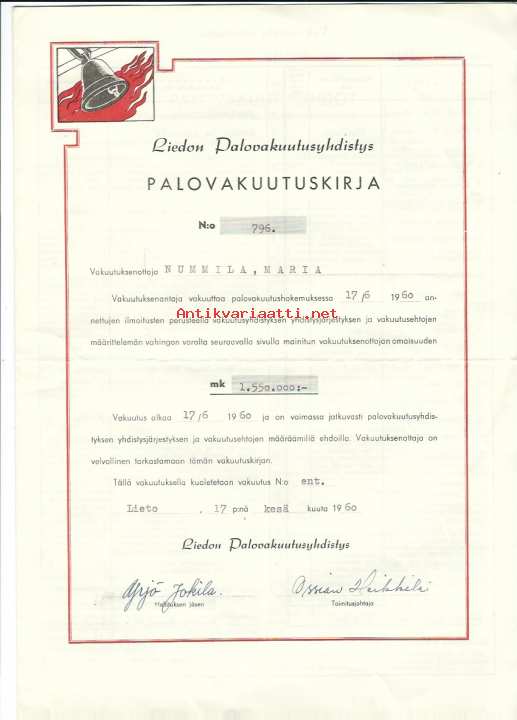 Liedon Palovakuutusyhdistys
PALOVAKUUTUSKIRJA
N:o 796.
Vakuutuksenottaja NUMMILA, MARIA
Vakuutuksenantaja vakuuttaa palovakuutushakemuksessa 17/6 1960 an-
Antikvariaatti.net
nettujen ilmoitusten perusteella vakuutusyhdistyksen yhdistysjärjestyksen ja vakuutusehtojen
määrittelemän vahingon varalta seuraavalla sivulla mainitun vakuutuksenottajan omaisuuden
mk 1.550.000:-
Vakuutus alkaa 17/6 1960 ja on voimassa jatkuvasti palovakuutusyhdis-
tyksen yhdistysjärjestyksen ja vakuutusehtojen määräämillä ehdoilla. Vakuutuksenottaja on
velvollinen tarkastamaan tämän vakuutuskirjan.
Tällä vakuutuksella kuoletetaan vakuutus N:o ent.
Lieto . 17 p:nä kesä kuuta 1960
Liedon Palovakuutusyhdistys
Yrjö Jokila. Ossian Heikkilä
Hallituksen jäsen Toimitusjohtaja